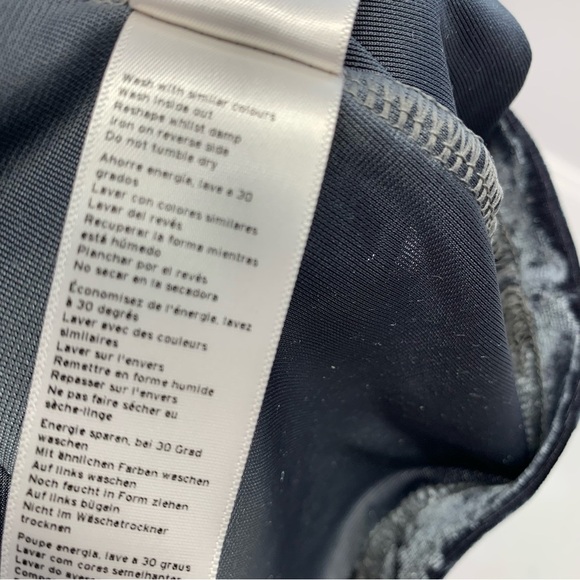 Wash with similar colours
Wash inside out
Reshape whilst damp
Iron on reverse side
Do not tumble dry
Ahorre energía, lave a 30
grados
Lavar con colores similares
Lavar del revés
Recuperar la forma mientras
esté húmedo
Planchar por el revés
No secar en la secadora
Économisez de l'énergie, lavez
à 30 degrés
Laver avec des couleurs
similaires
Laver sur l'envers
Remettre en forme humide
Repasser sur l'envers
Ne pas faire sécher au
sèche-linge
Energie sparen, bei 30 Grad
waschen
Mit ähnlichen Farben waschen
Auf links waschen
Noch feucht in Form ziehen
Auf links bügeln
Nicht im Wäschetrockner
trocknen
Poupe energia, lave a 30 graus
Lavar com cores semelhantes
Lavar do avesso